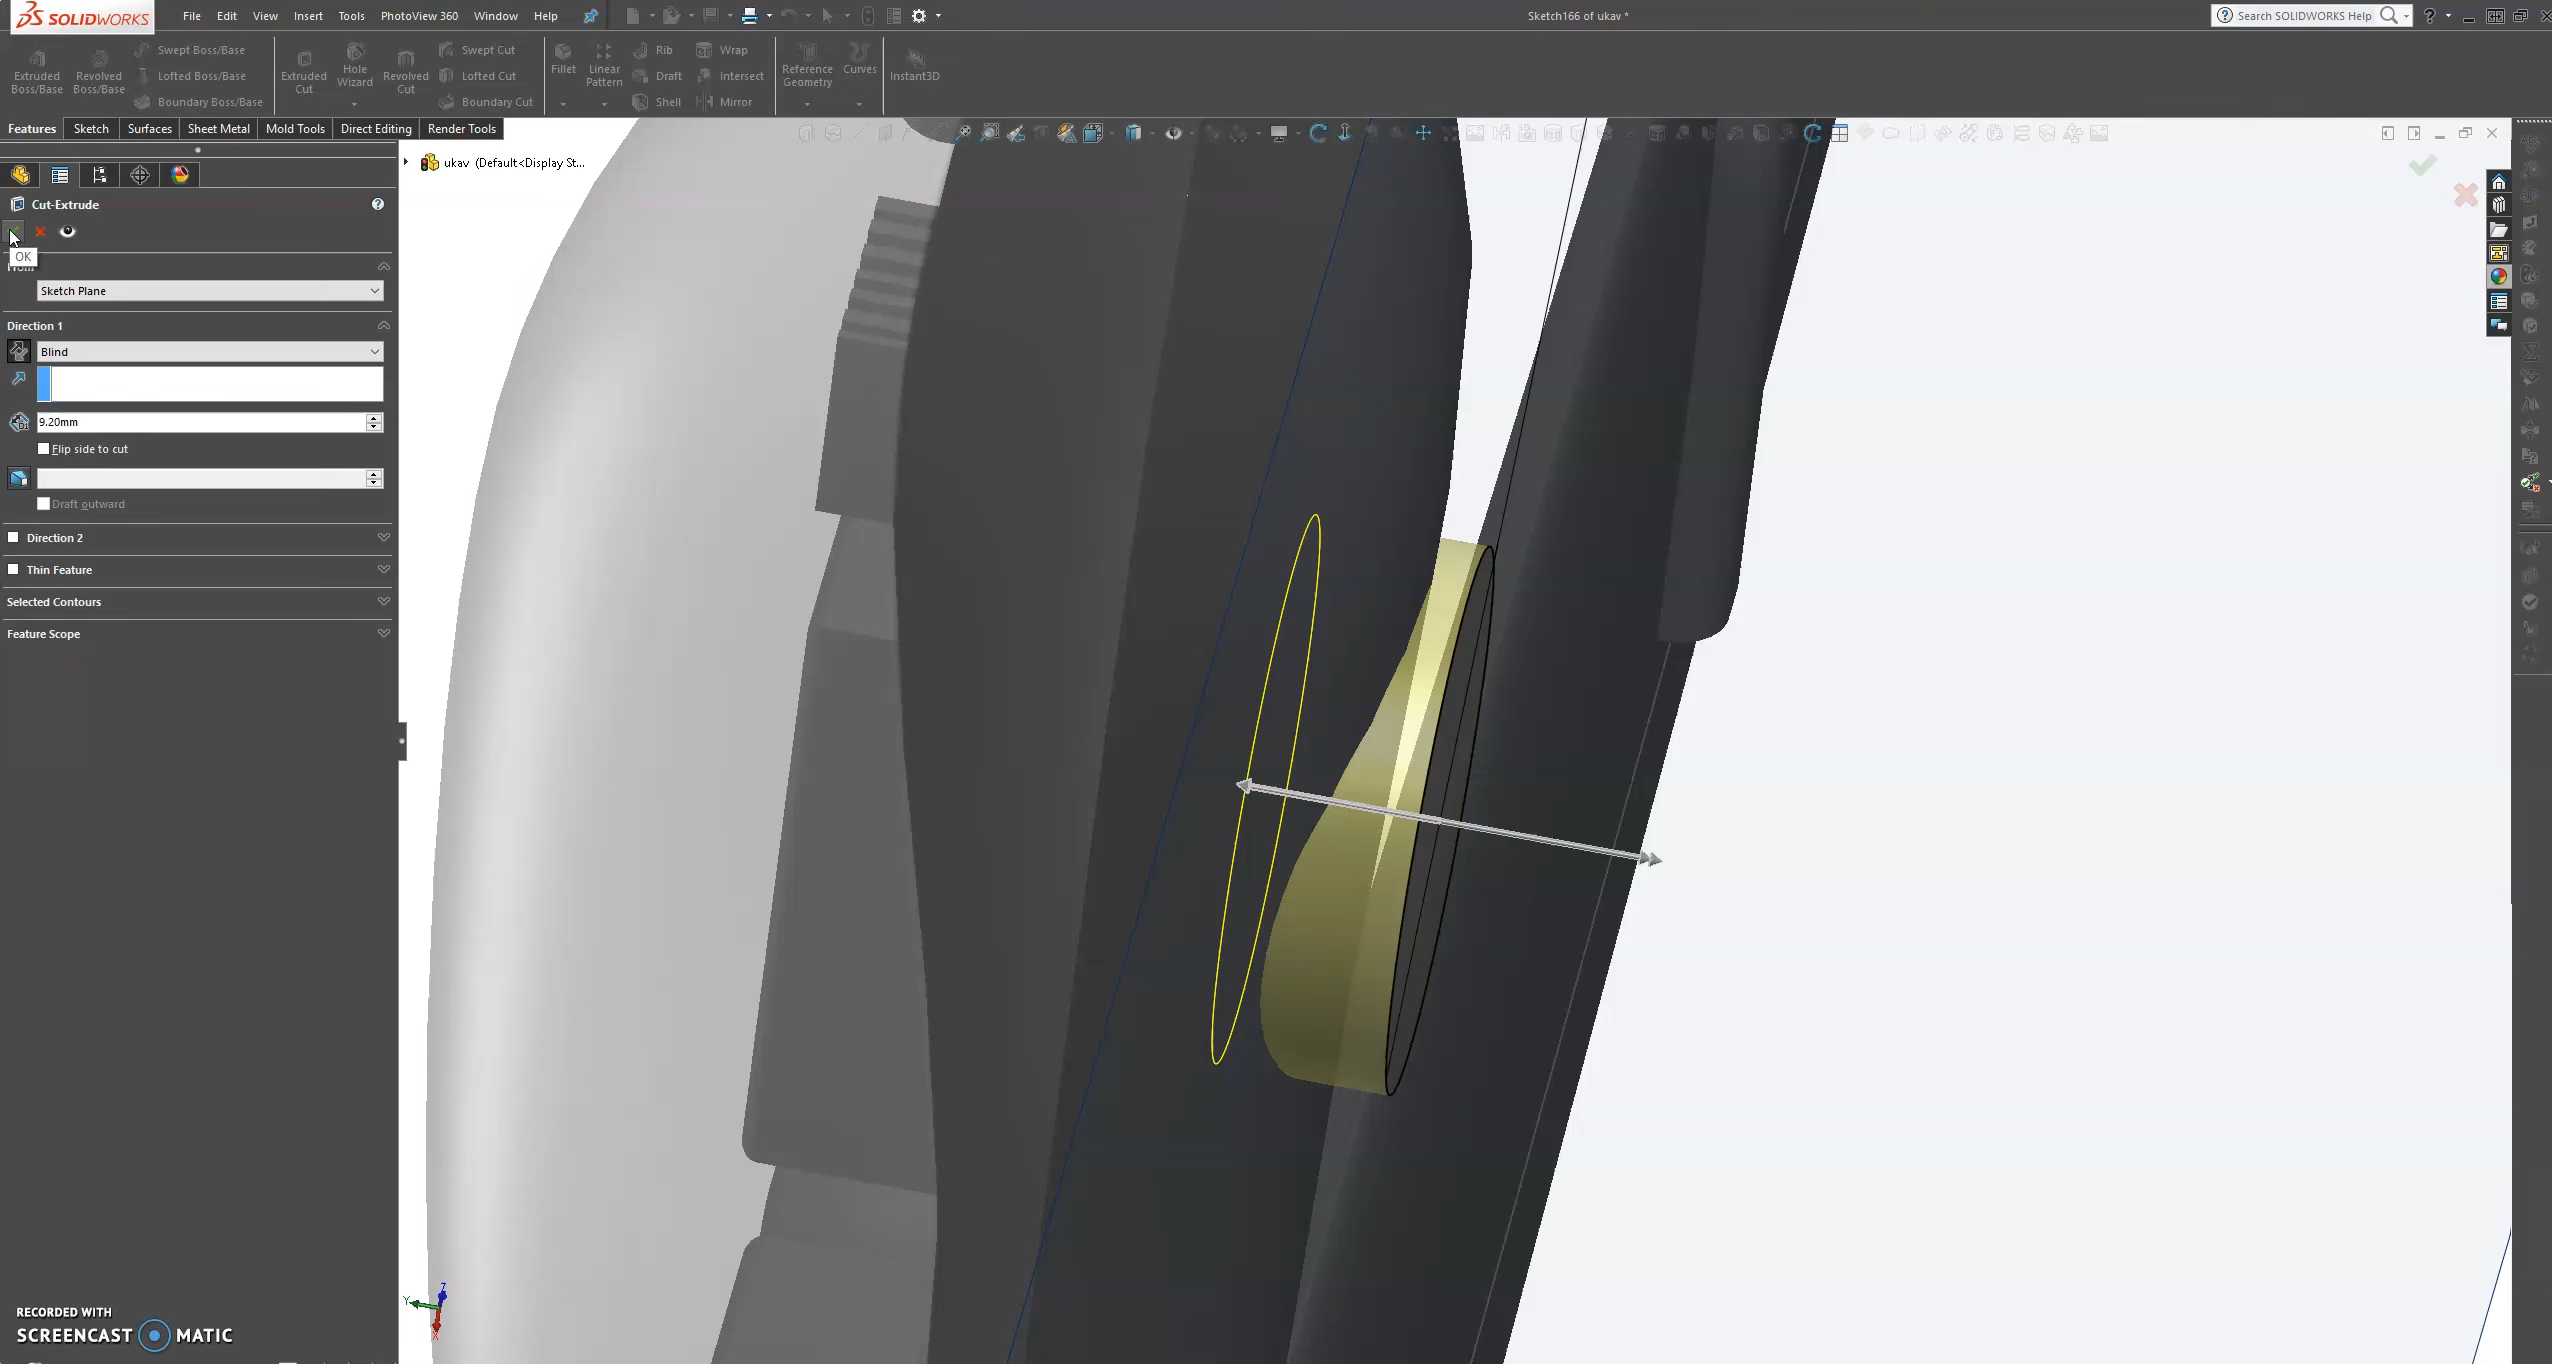 SOLIDWORKS
File Edit View Insert Tools PhotoView 360 Window Help
Sketch166 of ukav *
Search SOLIDWORKS Help
Extruded Boss/Base
Revolved Boss/Base
Swept Boss/Base
Lofted Boss/Base
Boundary Boss/Base
Extruded Cut
Hole Wizard
Revolved Cut
Swept Cut
Lofted Cut
Boundary Cut
Fillet
Linear Pattern
Rib
Draft
Shell
Wrap
Intersect
Mirror
Reference Geometry
Curves
Instant3D
Features Sketch Surfaces Sheet Metal Mold Tools Direct Editing Render Tools
ukav (Default<Display St...
Cut-Extrude
OK
Sketch Plane
Direction 1
Blind
9.20mm
Flip side to cut
Draft outward
Direction 2
Thin Feature
Selected Contours
Feature Scope
Z
Y
X
RECORDED WITH
SCREENCAST MATIC